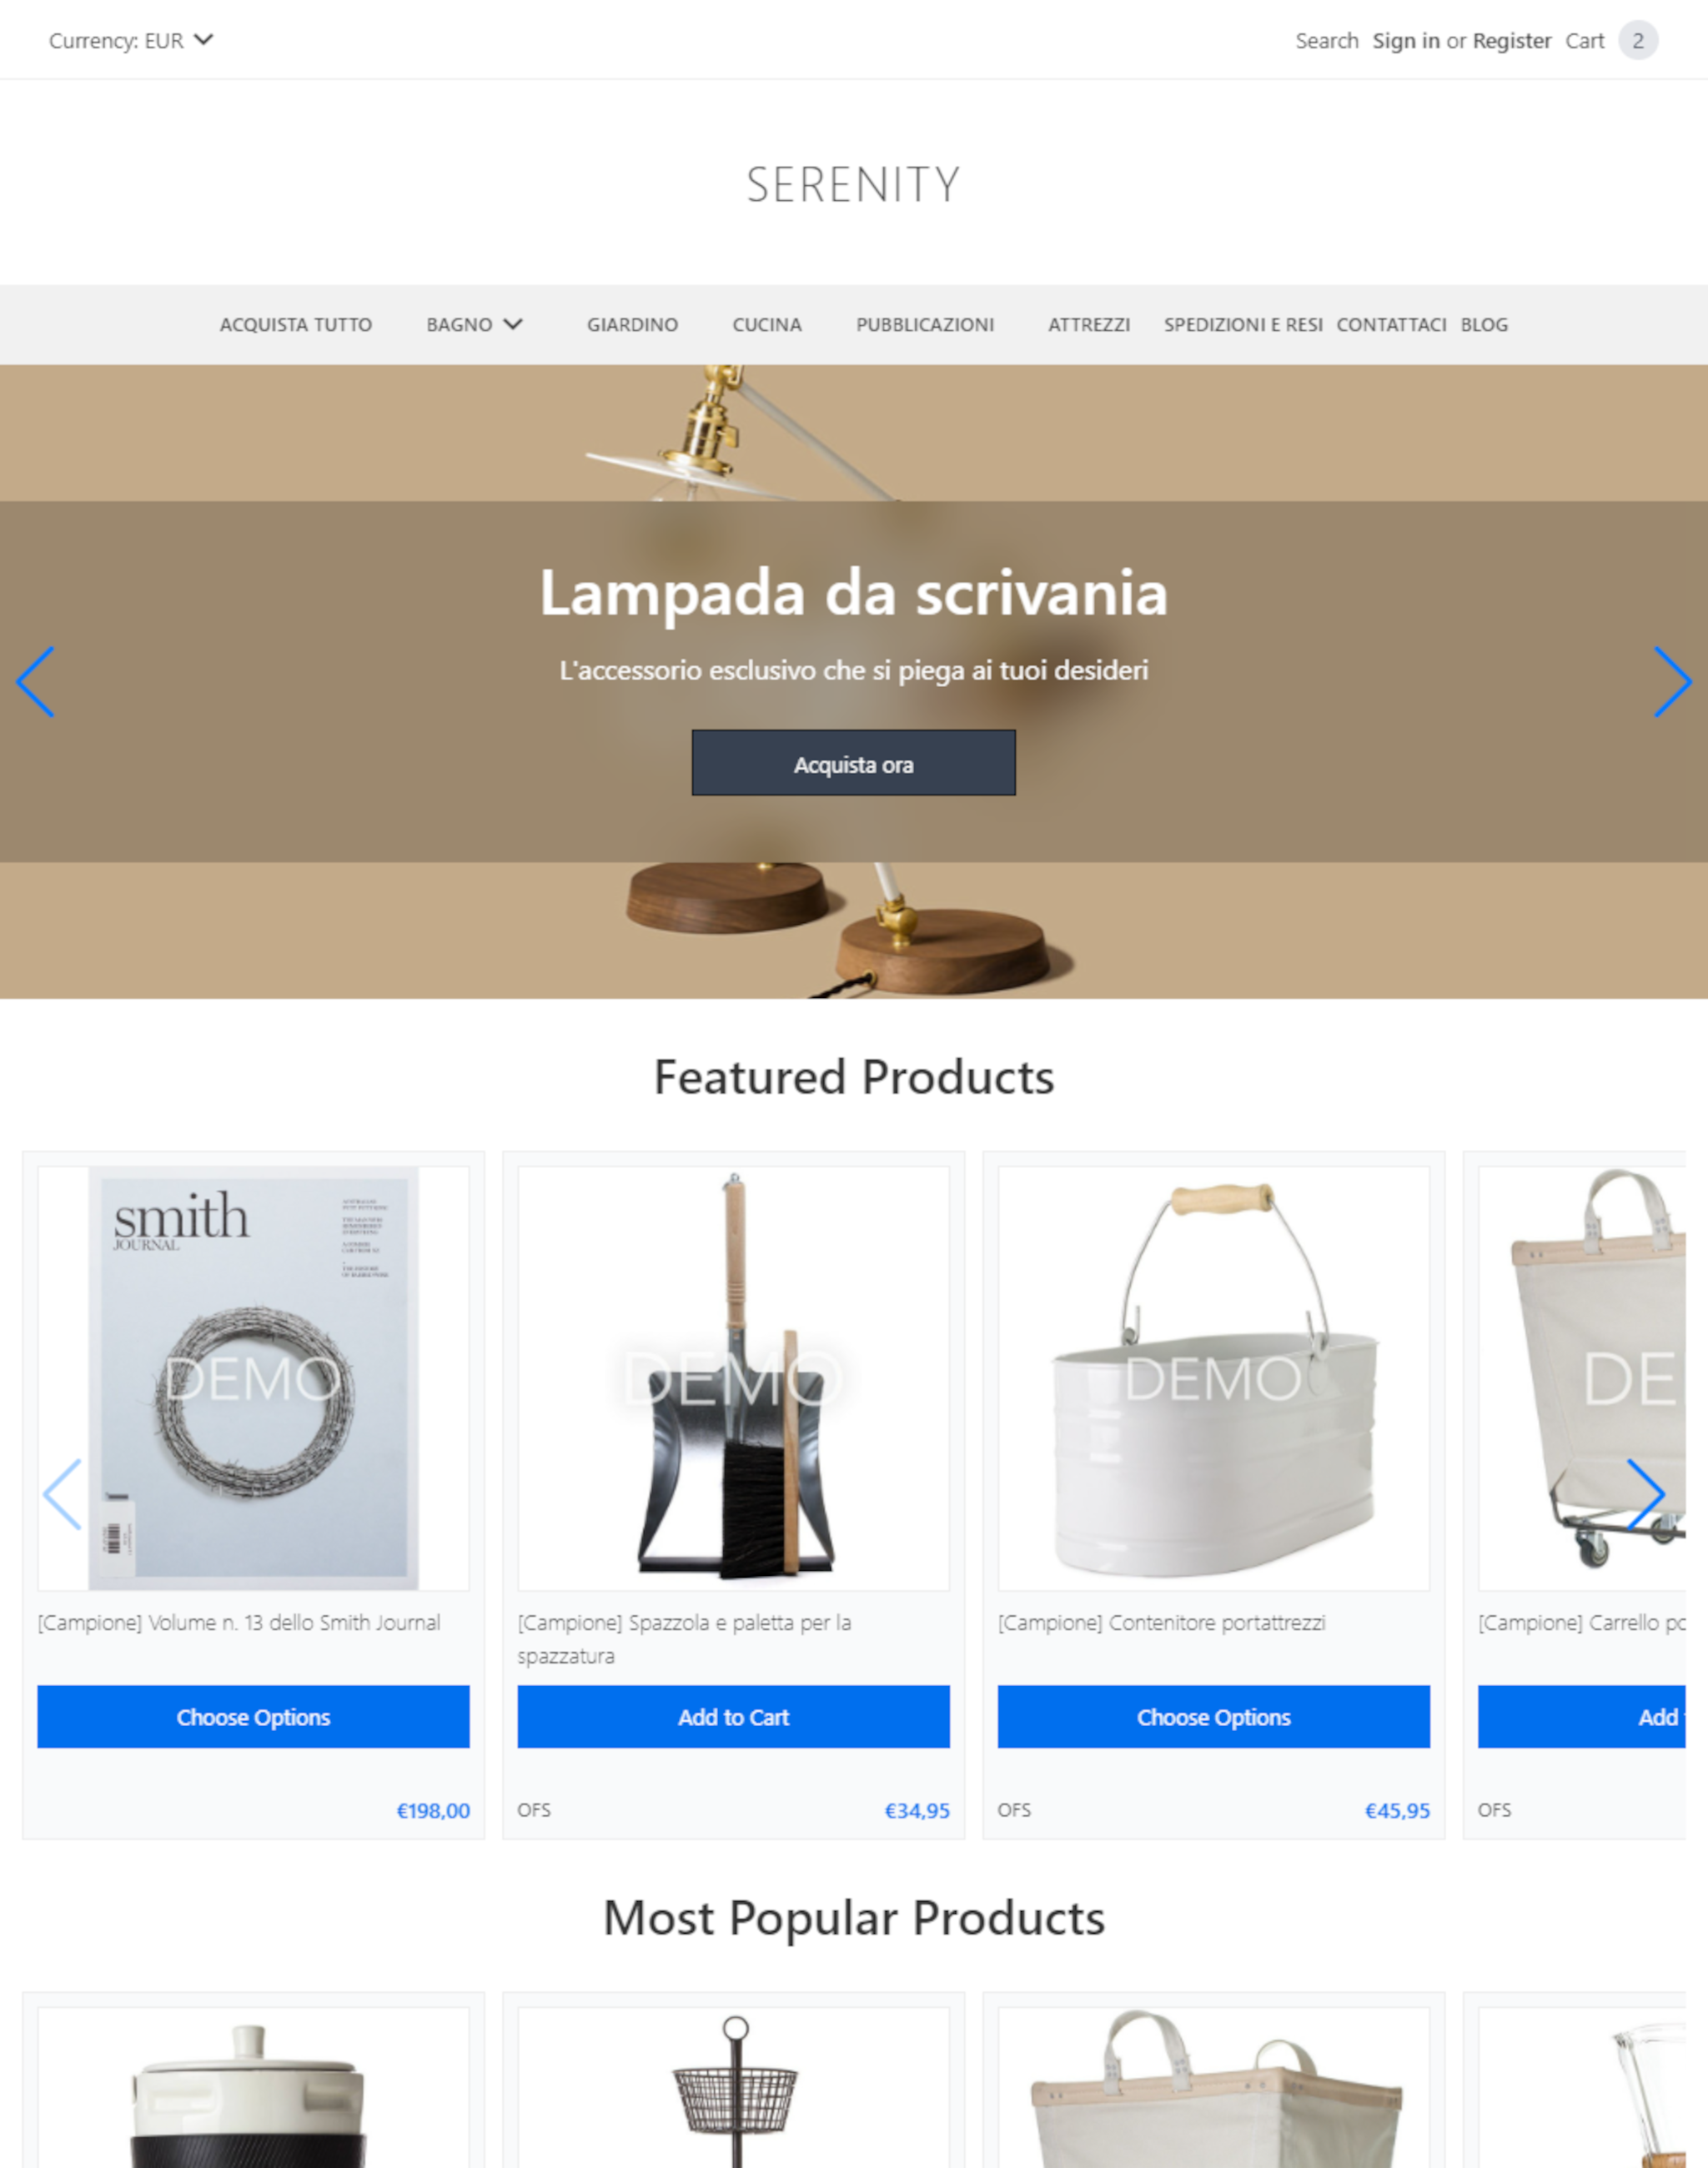 Currency: EUR
Search Sign in or Register Cart 2
SERENITY
ACQUISTA TUTTO BAGNO GIARDINO CUCINA PUBBLICAZIONI ATTREZZI SPEDIZIONI E RESI CONTATTACI BLOG
Lampada da scrivania
L'accessorio esclusivo che si piega ai tuoi desideri
Acquista ora
Featured Products
smith
JOURNAL
DEMO
[Campione] Volume n. 13 dello Smith Journal
Choose Options
€198,00
DEMO
[Campione] Spazzola e paletta per la
spazzatura
Add to Cart
OFS €34,95
DEMO
[Campione] Contenitore portattrezzi
Choose Options
OFS €45,95
DE
[Campione] Carrello po
Add
OFS
Most Popular Products